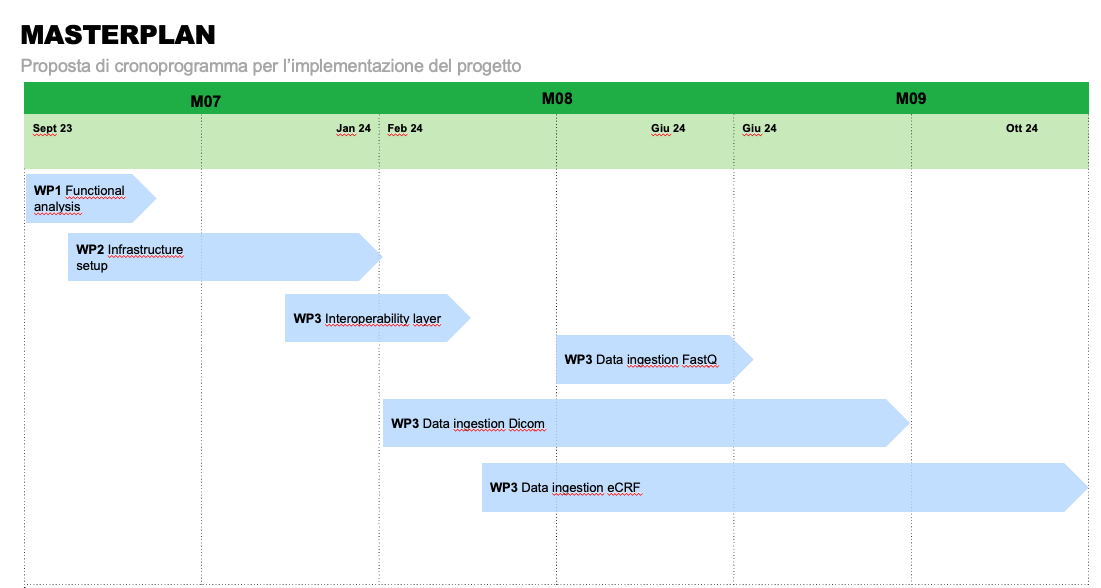 MASTERPLAN
Proposta di cronoprogramma per l'implementazione del progetto
M07 M08 M09
Sept 23 Jan 24 Feb 24 Giu 24 Giu 24 Ott 24
WP1 Functional
analysis
WP2 Infrastructure
setup
WP3 Interoperability layer
WP3 Data ingestion FastQ
WP3 Data ingestion Dicom
WP3 Data ingestion eCRF